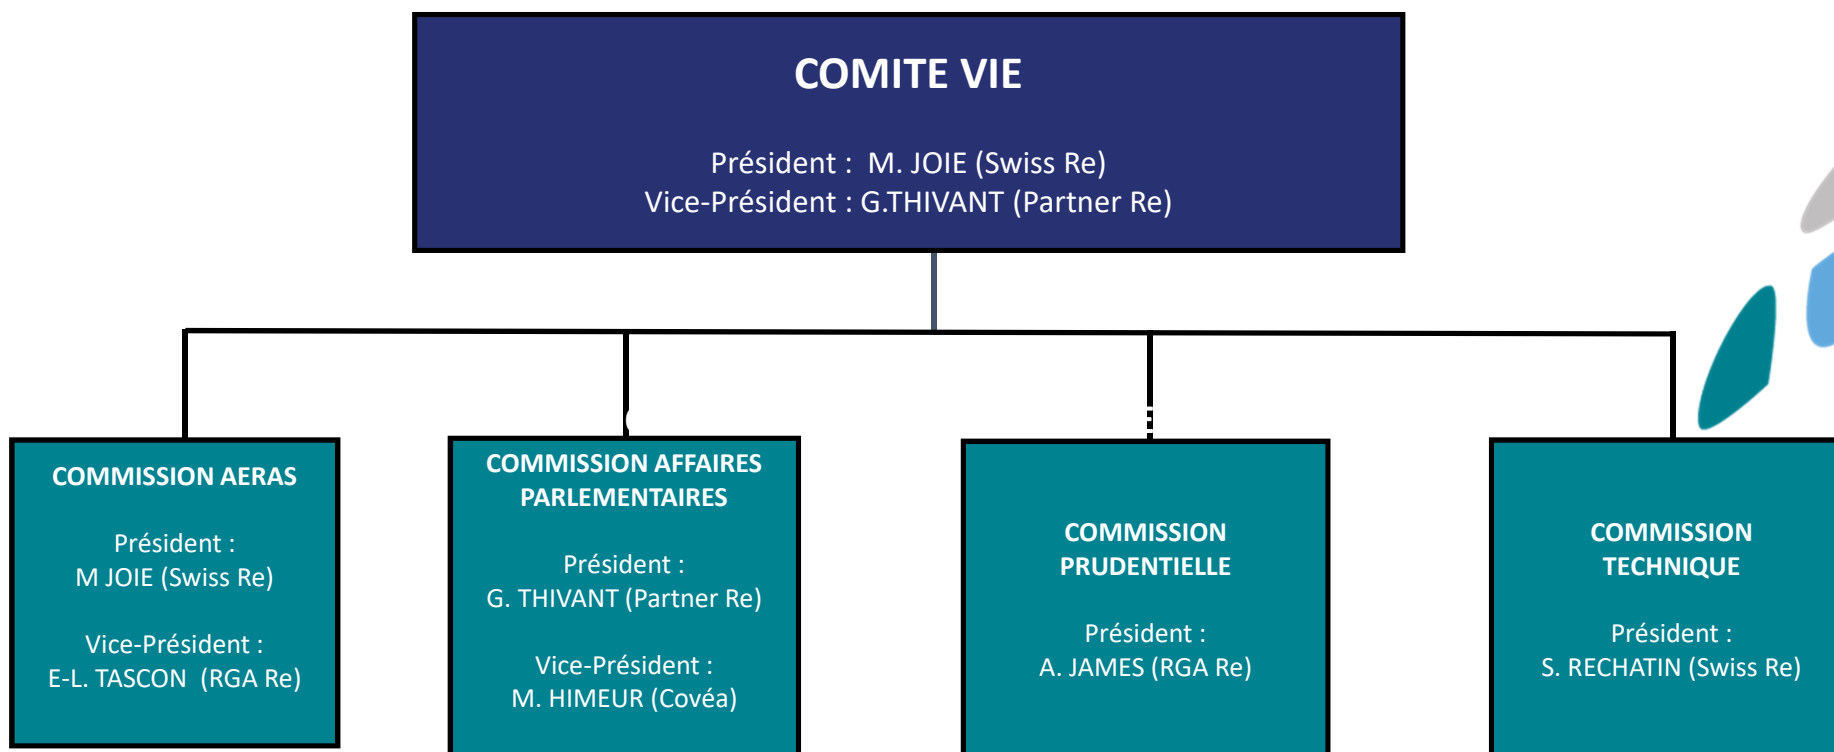 COMITE VIE
Président : M. JOIE (Swiss Re)
Vice-Président : G.THIVANT (Partner Re)
COMMISSION AERAS
Président :
M JOIE (Swiss Re)
Vice-Président :
E-L. TASCON (RGA Re)
COMMISSION AFFAIRES
PARLEMENTAIRES
Président :
G. THIVANT (Partner Re)
Vice-Président :
M. HIMEUR (Covéa)
COMMISSION
PRUDENTIELLE
Président :
A. JAMES (RGA Re)
COMMISSION
TECHNIQUE
Président :
S. RECHATIN (Swiss Re)